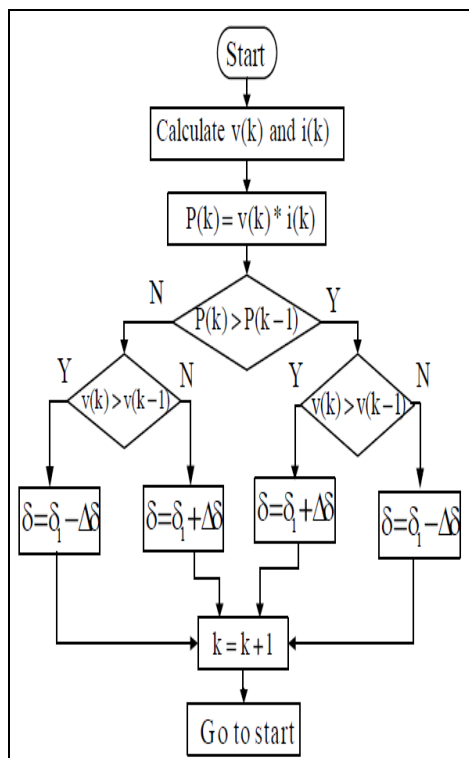 Start
Calculate v(k) and i(k)
P(k)= v(k)* i(k)
N
P(k)>P(k−1)
Y
Y
v(k)>v(k−1)
N
Y
v(k)>v(k−1)
N
δ=δ₁−Δδ
δ=δ₁+Δδ
δ=δ₁+Δδ
δ=δ₁−Δδ
k = k+1
Go to start